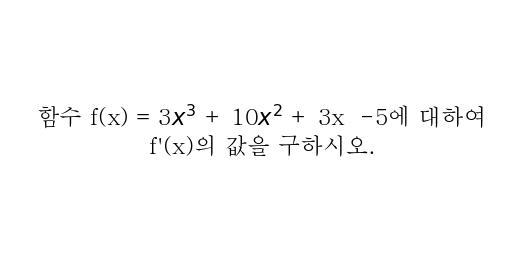 함수 f(x) = 3x³ + 10x² + 3x -5에 대하여
f'(x)의 값을 구하시오.